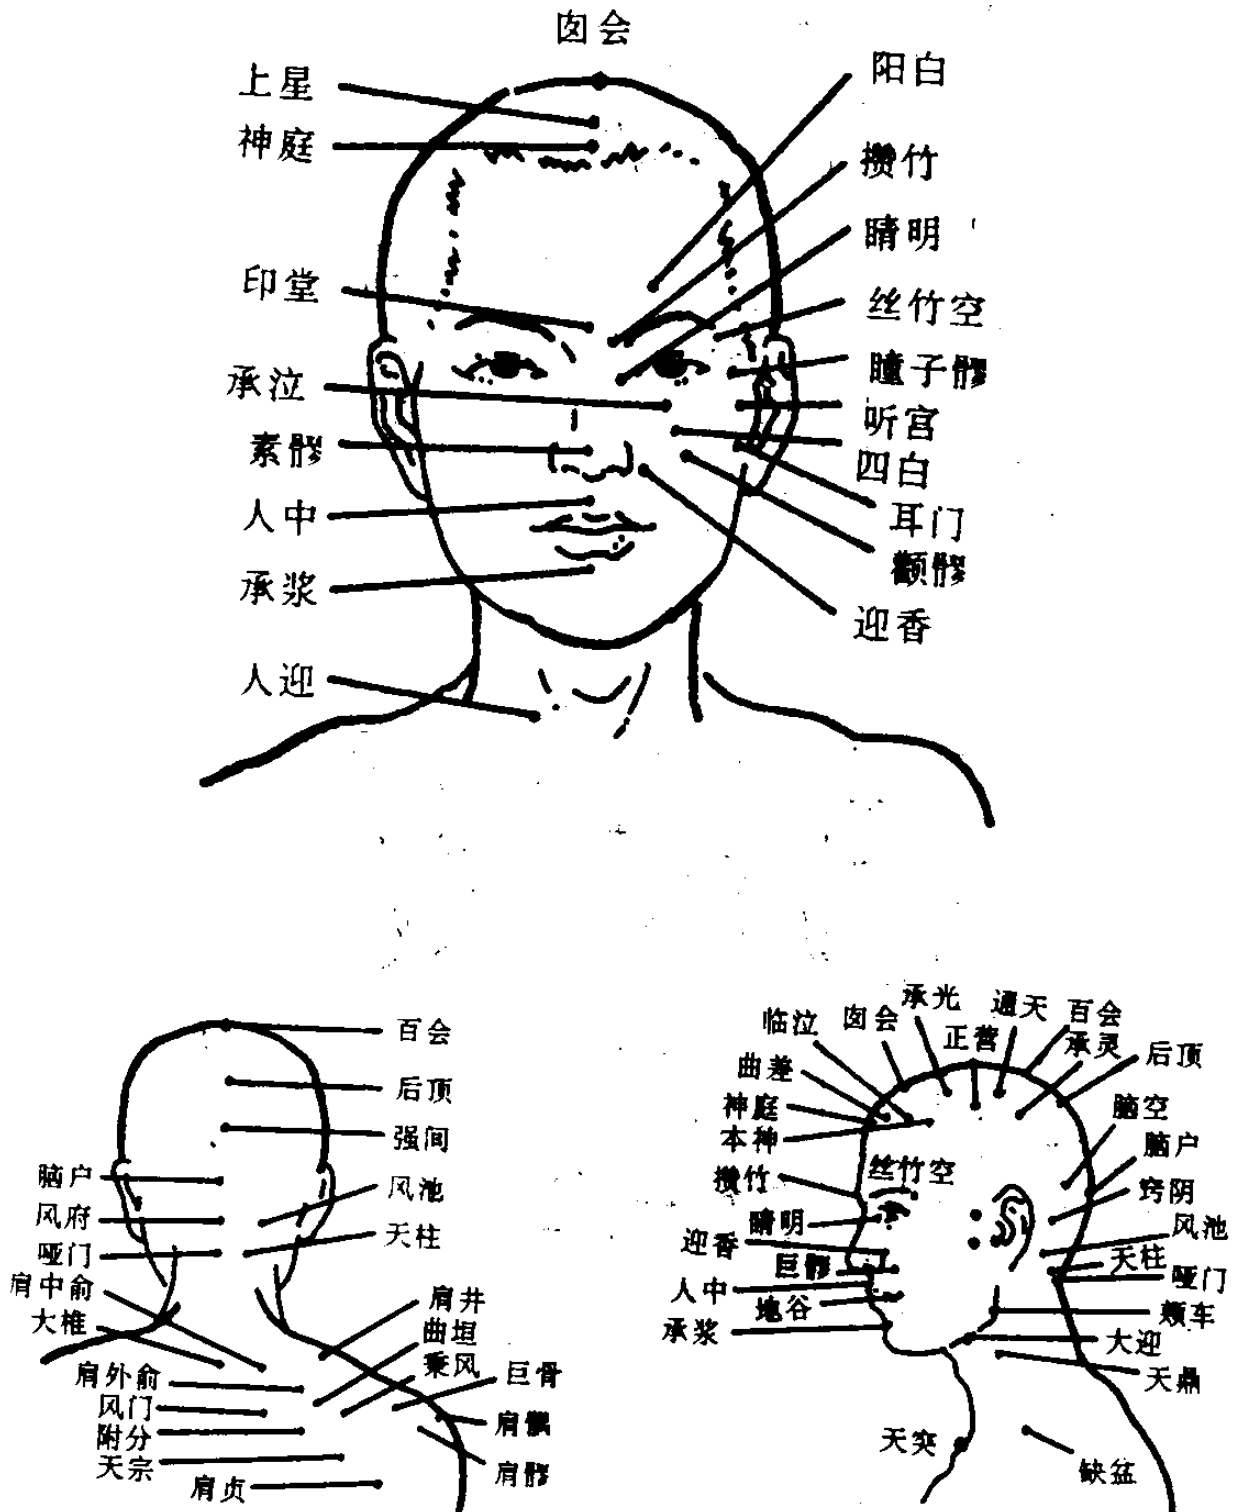 囟会
上星
神庭
印堂
承泣
素髎
人中
承浆
人迎
阳白
攒竹
睛明
丝竹空
瞳子髎
听宫
四白
耳门
颧髎
迎香
百会
后顶
强间
脑户
风府
哑门
肩中俞
大椎
肩外俞
风门
附分
天宗
肩贞
风池
天柱
肩井
曲垣
秉风
巨骨
肩髃
肩髎
承光
通天
百会
临泣
囟会
正营
承灵
后顶
曲差
神庭
本神
攒竹
丝竹空
睛明
迎香
巨髎
人中
地谷
承浆
脑空
脑户
窍阴
风池
天柱
哑门
颊车
大迎
天鼎
天突
缺盆